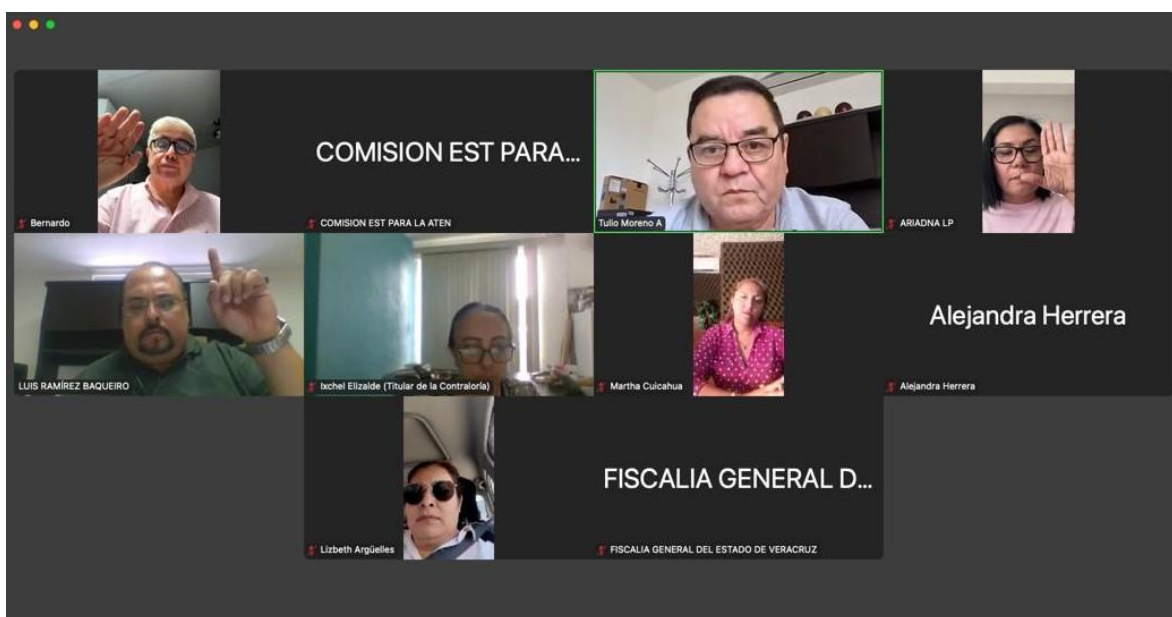 COMISION EST PARA...
Bernardo
COMISION EST PARA LA ATEN
Tulio Moreno A
ARIADNA LP
Alejandra Herrera
LUIS RAMÍREZ BAQUEIRO
Ixchel Elizalde (Titular de la Contraloría)
Martha Cuicahua
Alejandra Herrera
FISCALIA GENERAL D...
Lizbeth Argüelles
FISCALIA GENERAL DEL ESTADO DE VERACRUZ